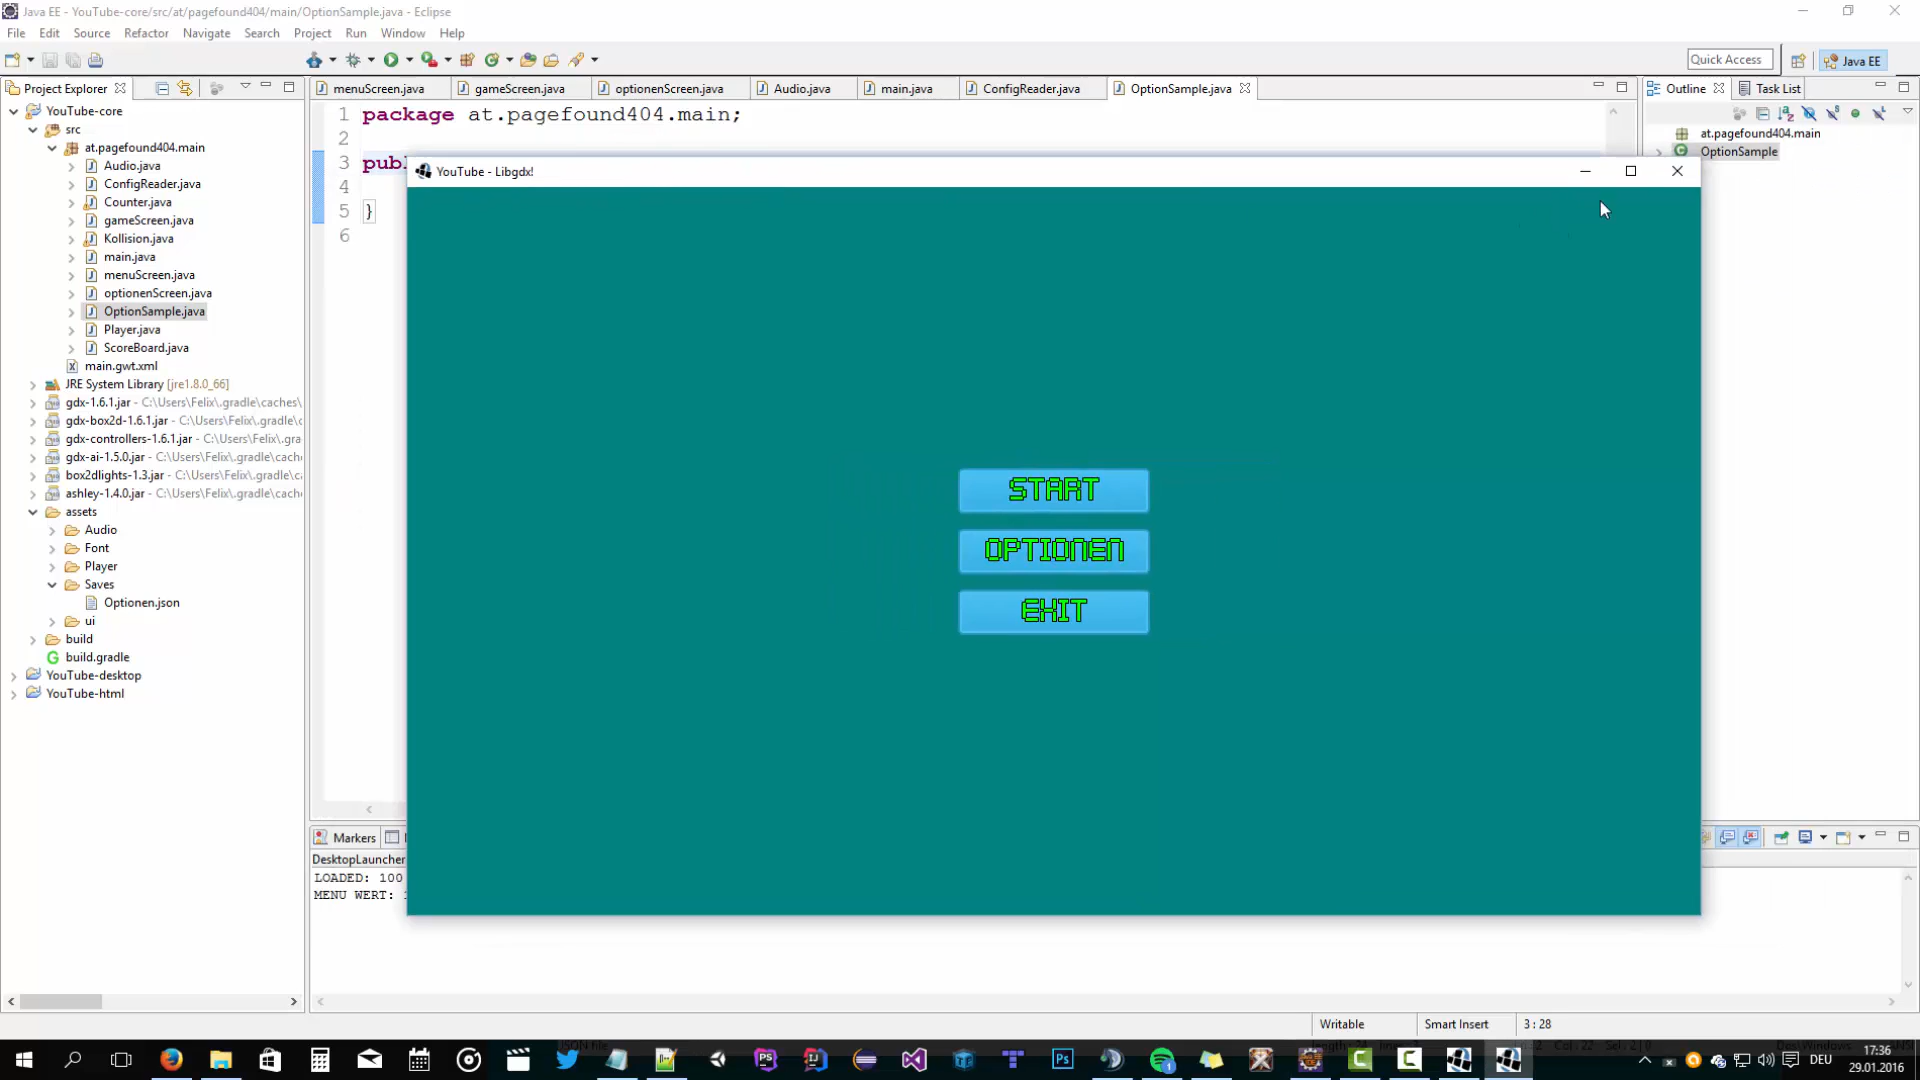 Java EE - YouTube-core/src/at/pagefound404/main/OptionSample.java - Eclipse
File Edit Source Refactor Navigate Search Project Run Window Help
Quick Access
Java EE
Project Explorer
menuScreen.java
gameScreen.java
optionenScreen.java
Audio.java
main.java
ConfigReader.java
OptionSample.java
Outline
Task List
YouTube-core
src
at.pagefound404.main
Audio.java
ConfigReader.java
Counter.java
gameScreen.java
Kollision.java
main.java
menuScreen.java
optionenScreen.java
OptionSample.java
Player.java
ScoreBoard.java
main.gwt.xml
JRE System Library [jre1.8.0_66]
gdx-1.6.1.jar - C:\Users\Felix\.gradle\caches\
gdx-box2d-1.6.1.jar - C:\Users\Felix\.gradle\c
gdx-controllers-1.6.1.jar - C:\Users\Felix\.gra
gdx-ai-1.5.0.jar - C:\Users\Felix\.gradle\cache
box2dlights-1.3.jar - C:\Users\Felix\.gradle\ca
ashley-1.4.0.jar - C:\Users\Felix\.gradle\cache
assets
Audio
Font
Player
Saves
Optionen.json
ui
build
build.gradle
YouTube-desktop
YouTube-html
1 package at.pagefound404.main;
2
3 publ
4
5 }
6
YouTube - Libgdx!
START
OPTIONEN
EXIT
at.pagefound404.main
OptionSample
Markers
DesktopLauncher
LOADED: 100
MENU WERT:
Writable
Smart Insert
3 : 28
DEU
17:36
29.01.2016